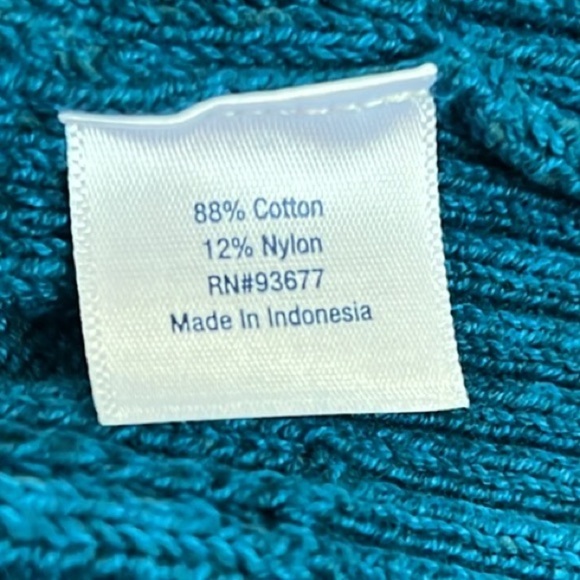 88% Cotton
12% Nylon
RN#93677
Made In Indonesia